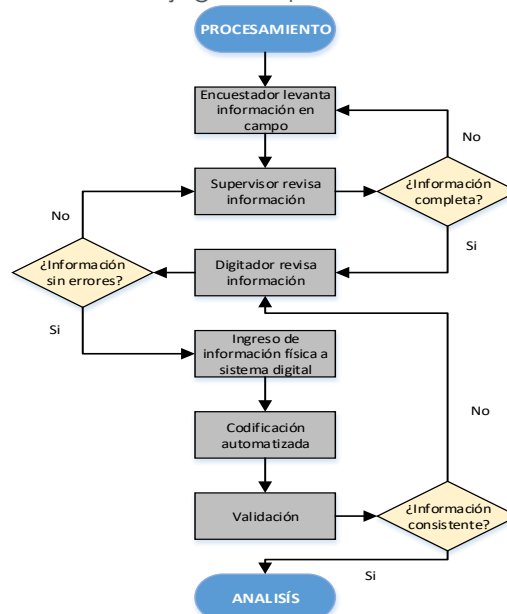 PROCESAMIENTO
Encuestador levanta
información en
campo
No
Supervisor revisa
información
¿Información
completa?
No
Si
¿Información
sin errores?
Digitador revisa
información
Si
Ingreso de
información física a
sistema digital
No
Codificación
automatizada
Validación
¿Información
consistente?
Si
ANALISÍS